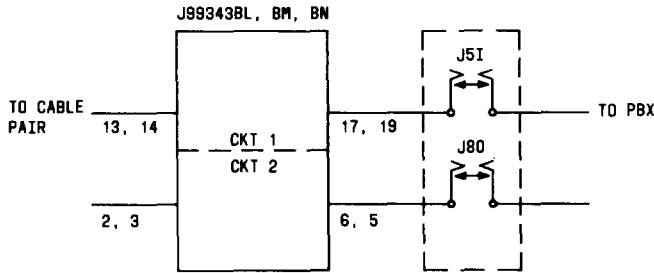 J99343BL, BM, BN
J5I
TO CABLE
PAIR
13, 14
17, 19
TO PBX
CKT 1
CKT 2
J80
2, 3
6, 5